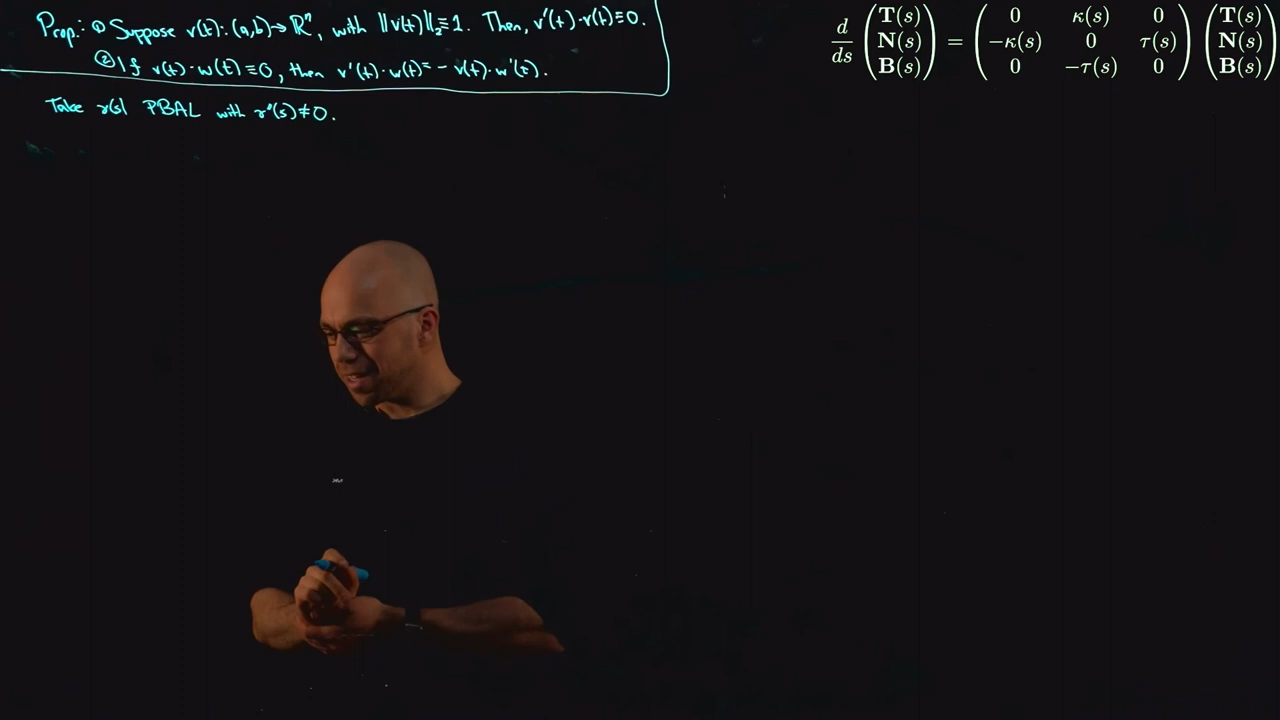 Prop.: ① Suppose v(t): (a,b)→ℝⁿ, with ‖v(t)‖₂≡1. Then, v'(t)·v(t)≡0.
② If v(t)·w(t)≡0, then v'(t)·w(t)= - v(t)·w'(t).
Take γ(s) PBAL with γ''(s)≠0.
d/ds (T(s) N(s) B(s)) = (0 κ(s) 0 −κ(s) 0 τ(s) 0 −τ(s) 0) (T(s) N(s) B(s))